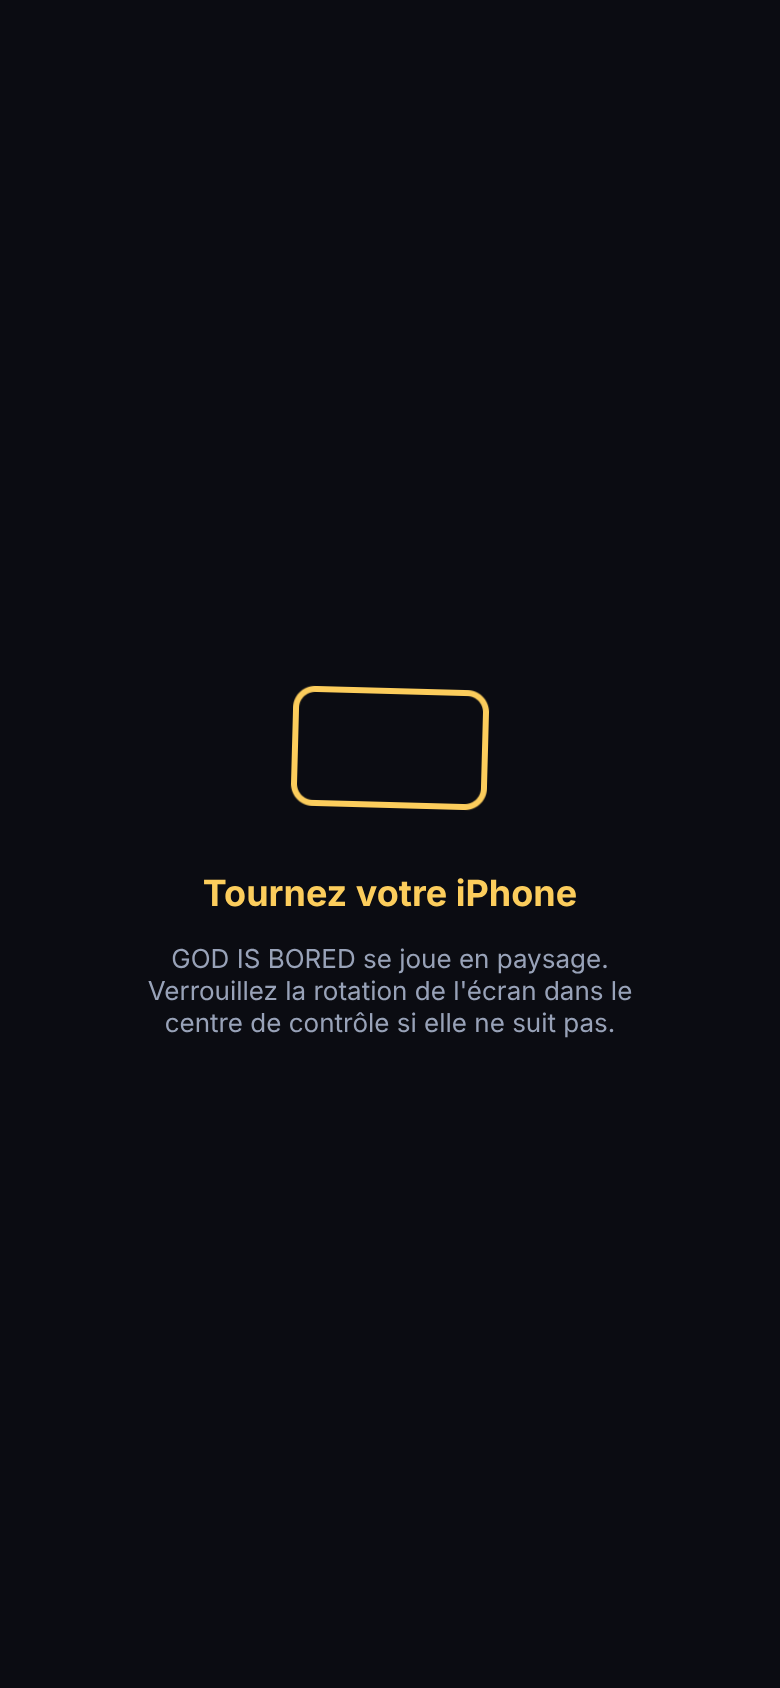 Tournez votre iPhone
GOD IS BORED se joue en paysage.
Verrouillez la rotation de l'écran dans le
centre de contrôle si elle ne suit pas.